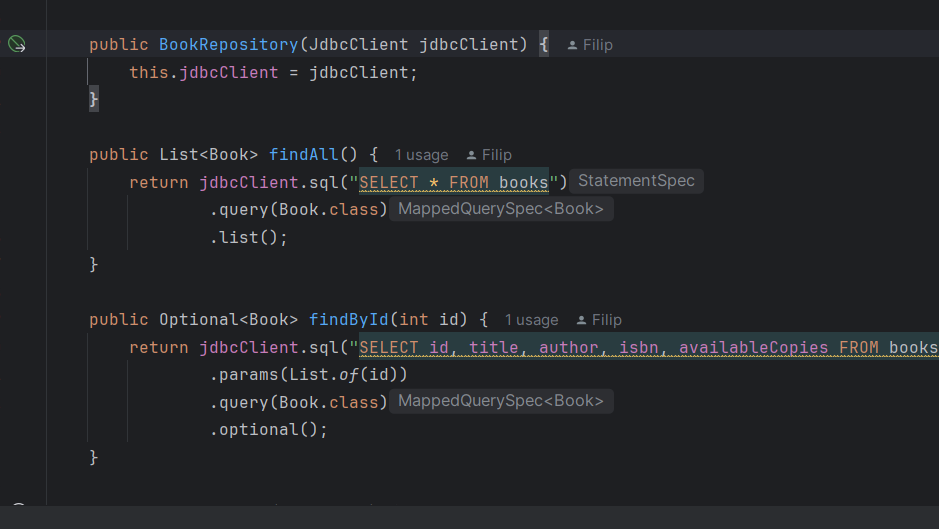 public BookRepository(JdbcClient jdbcClient) { Filip
this.jdbcClient = jdbcClient;
}
public List<Book> findAll() { 1 usage Filip
return jdbcClient.sql("SELECT * FROM books") StatementSpec
.query(Book.class) MappedQuerySpec<Book>
.list();
}
public Optional<Book> findById(int id) { 1 usage Filip
return jdbcClient.sql("SELECT id, title, author, isbn, availableCopies FROM books
.params(List.of(id))
.query(Book.class) MappedQuerySpec<Book>
.optional();
}